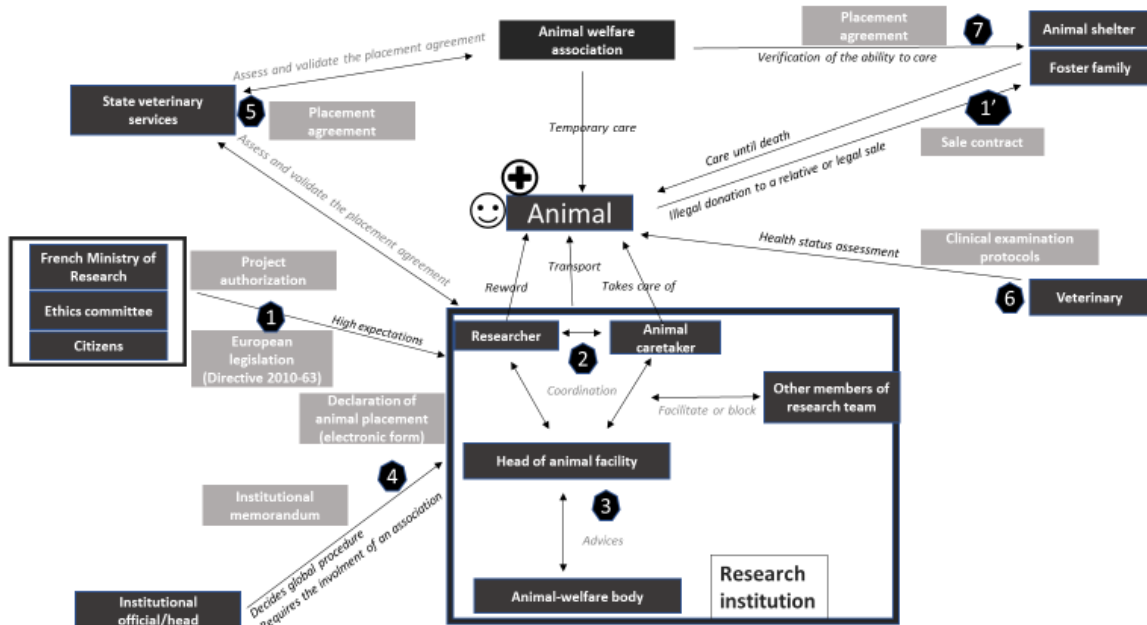 Animal welfare
association
Placement
agreement
7
Animal shelter
Verification of the ability to care
Foster family
Assess and validate the placement agreement
State veterinary
services
5
Placement
agreement
1’
Sale contract
Temporary care
Care until death
Illegal donation to a relative or legal sale
Assess and validate the placement agreement
Animal
Health status assessment
Clinical examination
protocols
6
Veterinary
French Ministry of
Research
Ethics committee
Citizens
Project
authorization
1
High expectations
European
legislation
(Directive 2010-63)
Reward
Transport
Takes care of
Researcher
2
Animal
caretaker
Coordination
Facilitate or block
Other members of
research team
Declaration of
animal placement
(electronic form)
4
Institutional
memorandum
Decides global procedure
Requires the involment of an association
Institutional
official/head
Head of animal facility
3
Advices
Animal-welfare body
Research
institution